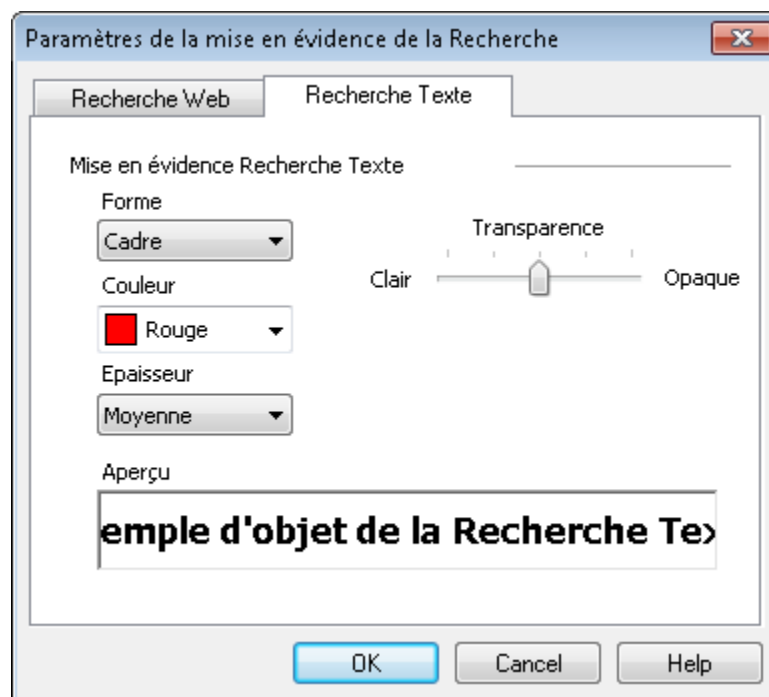 Paramètres de la mise en évidence de la Recherche
Recherche Web
Recherche Texte
Mise en évidence Recherche Texte
Forme
Cadre
Transparence
Clair
Opaque
Couleur
Rouge
Epaisseur
Moyenne
Aperçu
emple d'objet de la Recherche Tex
OK
Cancel
Help